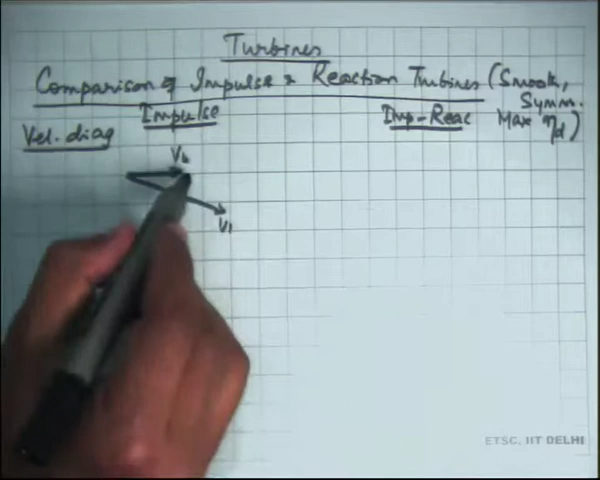 Turbines
Comparison of Impulse & Reaction Turbines (Smooth,
Symm.
Impulse Imp-Reac Max ηd)
Vel. diag
Vb
V1
ETSC, IIT DELHI